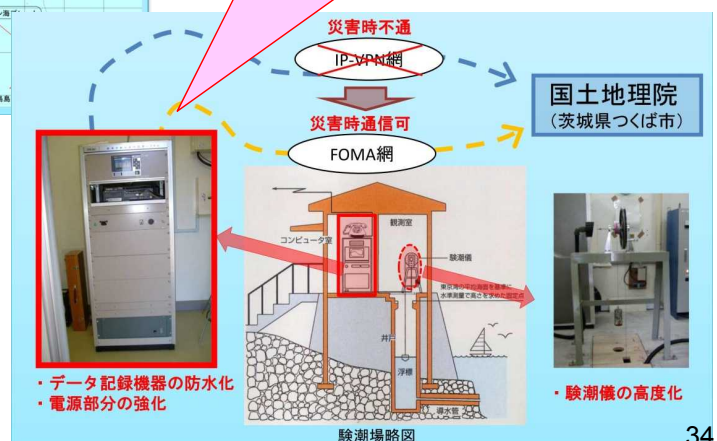 災害時不通
IP-VPN網
災害時通信可
FOMA網
国土地理院
（茨城県つくば市）
観測室
コンピュータ室
験潮儀
東京湾の平均海面を基準に
水準測量で高さを求めた固定点
井戸
浮標
導水管
験潮場略図
・データ記録機器の防水化
・電源部分の強化
・験潮儀の高度化
34